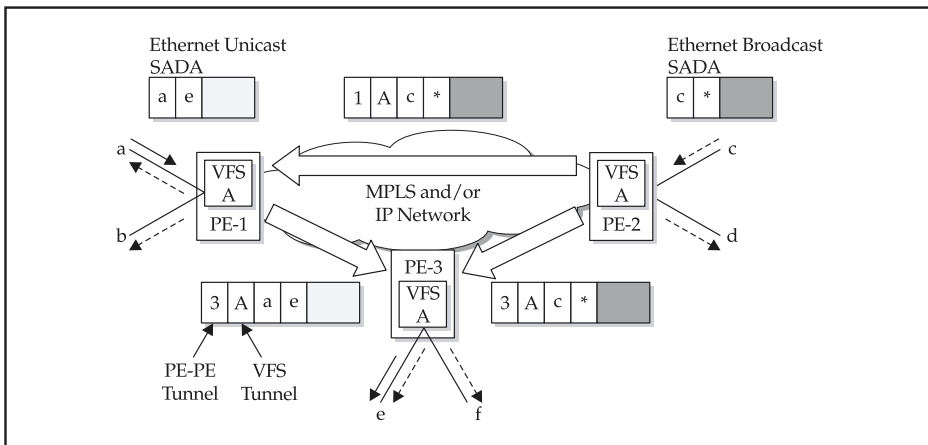 Ethernet Unicast
SADA
a e
1 A c *
Ethernet Broadcast
SADA
c *
a
b
VFS
A
PE-1
MPLS and/or
IP Network
VFS
A
PE-2
c
d
PE-3
VFS
A
3 A a e
3 A c *
PE-PE
Tunnel
VFS
Tunnel
e
f